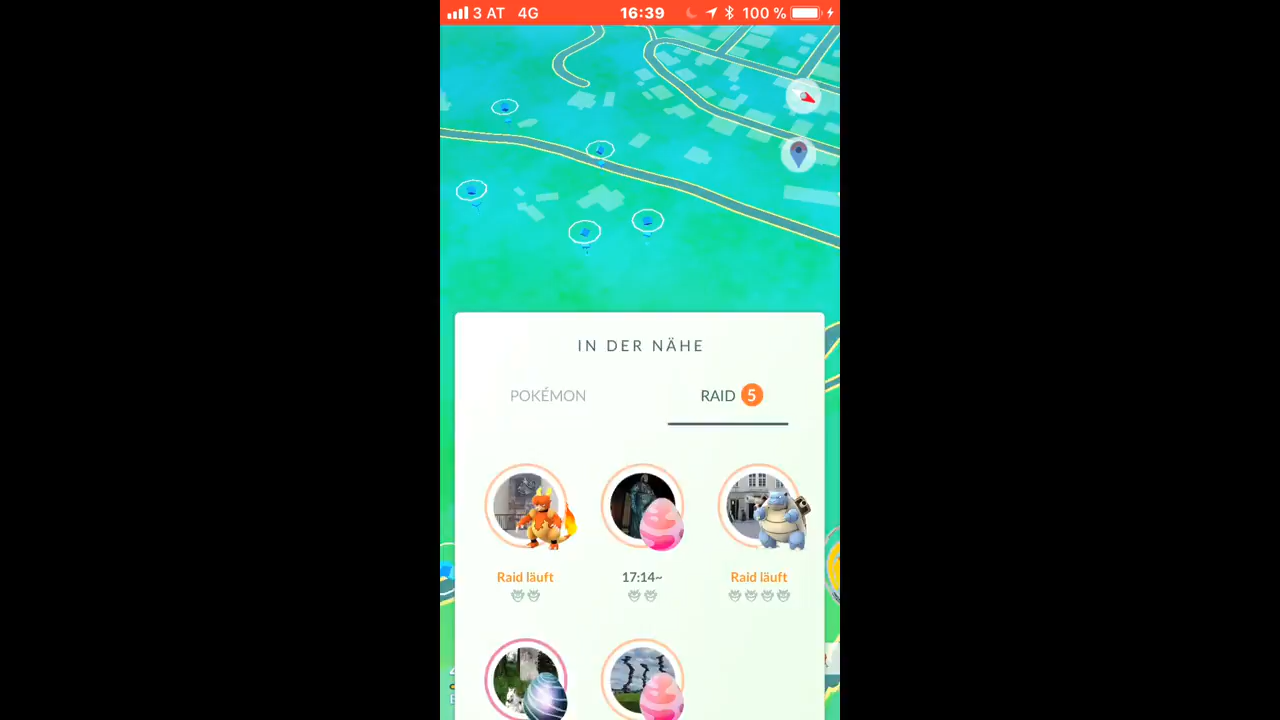 3 AT 4G 16:39 100 %
IN DER NÄHE
POKÉMON RAID 5
Raid läuft 17:14~ Raid läuft